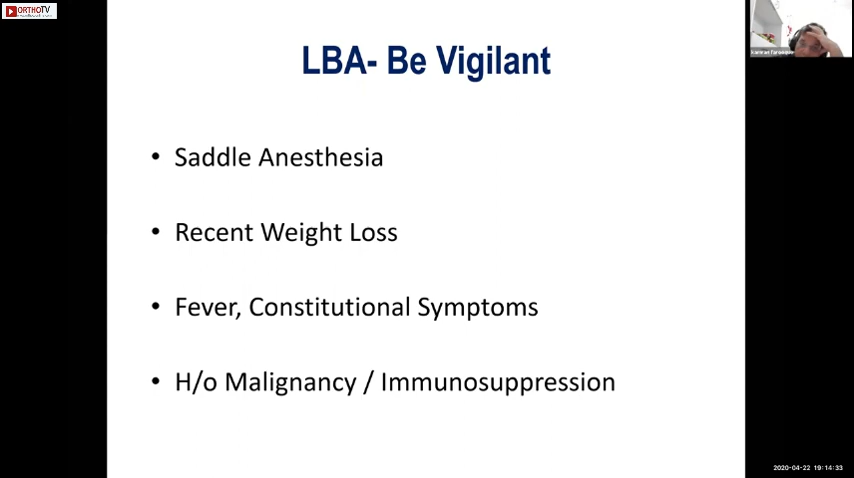 ORTHOTV
LBA- Be Vigilant
• Saddle Anesthesia
• Recent Weight Loss
• Fever, Constitutional Symptoms
• H/o Malignancy / Immunosuppression
2020-04-22 19:14:33